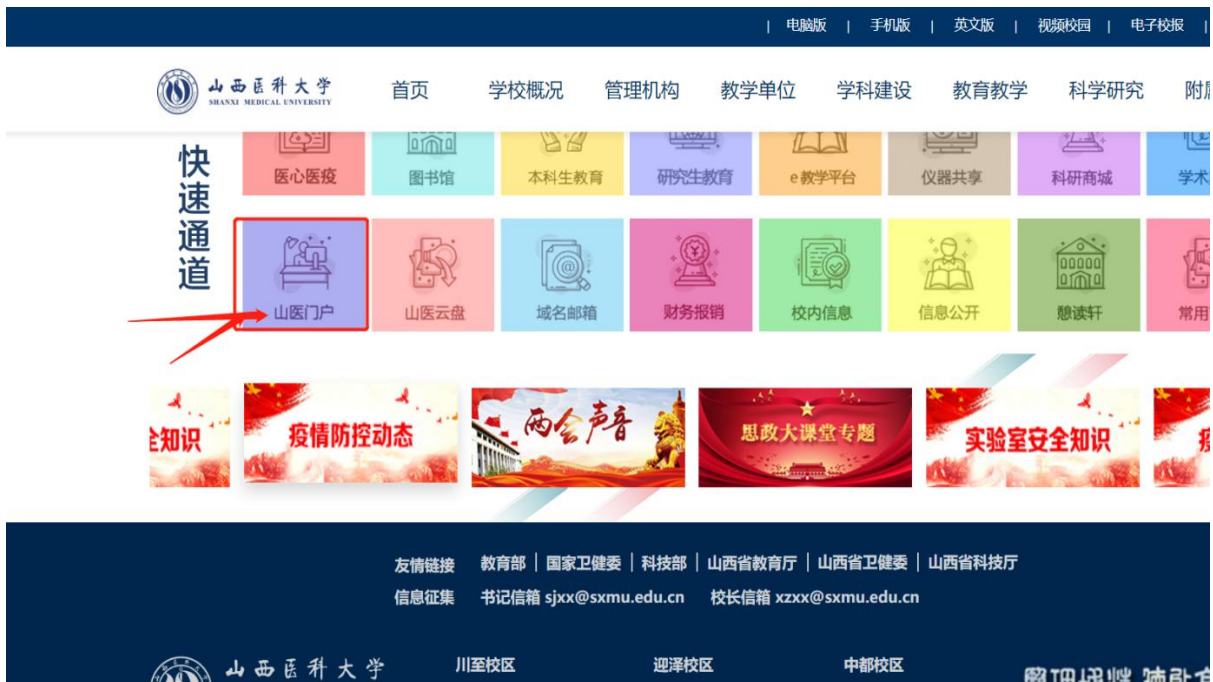 | 电脑版 | 手机版 | 英文版 | 视频校园 | 电子校报 |
山西医科大学
SHANXI MEDICAL UNIVERSITY
首页 学校概况 管理机构 教学单位 学科建设 教育教学 科学研究
快速通道
医心医疫 图书馆 本科生教育 研究生教育 e教学平台 仪器共享 科研商城 学术
山医门户 山医云盘 域名邮箱 财务报销 校内信息 信息公开 憩读轩 常用
全知识 疫情防控动态 两会声音 思政大课堂专题 实验室安全知识
友情链接 教育部 | 国家卫健委 | 科技部 | 山西省教育厅 | 山西省卫健委 | 山西省科技厅
信息征集 书记信箱 sjxx@sxmu.edu.cn 校长信箱 xzxx@sxmu.edu.cn
山西医科大学 川至校区 迎泽校区 中都校区